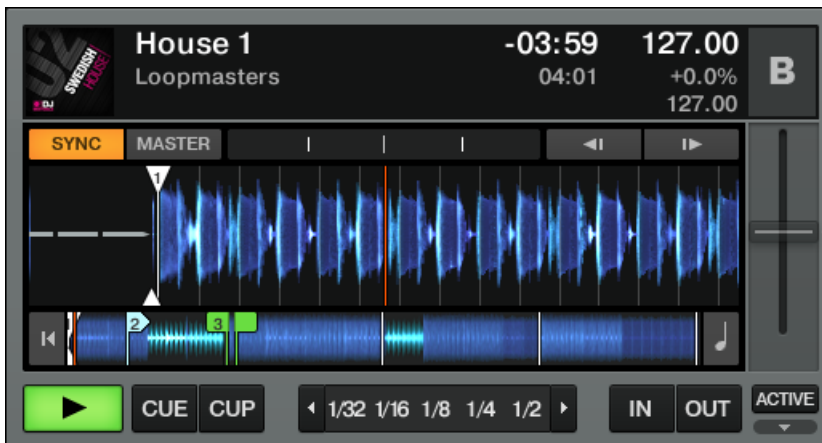 02
SWEDISH
HOUSE
DJ
House 1
Loopmasters
-03:59
04:01
127.00
+0.0%
127.00
B
SYNC
MASTER
1
2
3
CUE
CUP
1/32 1/16 1/8 1/4 1/2
IN
OUT
ACTIVE